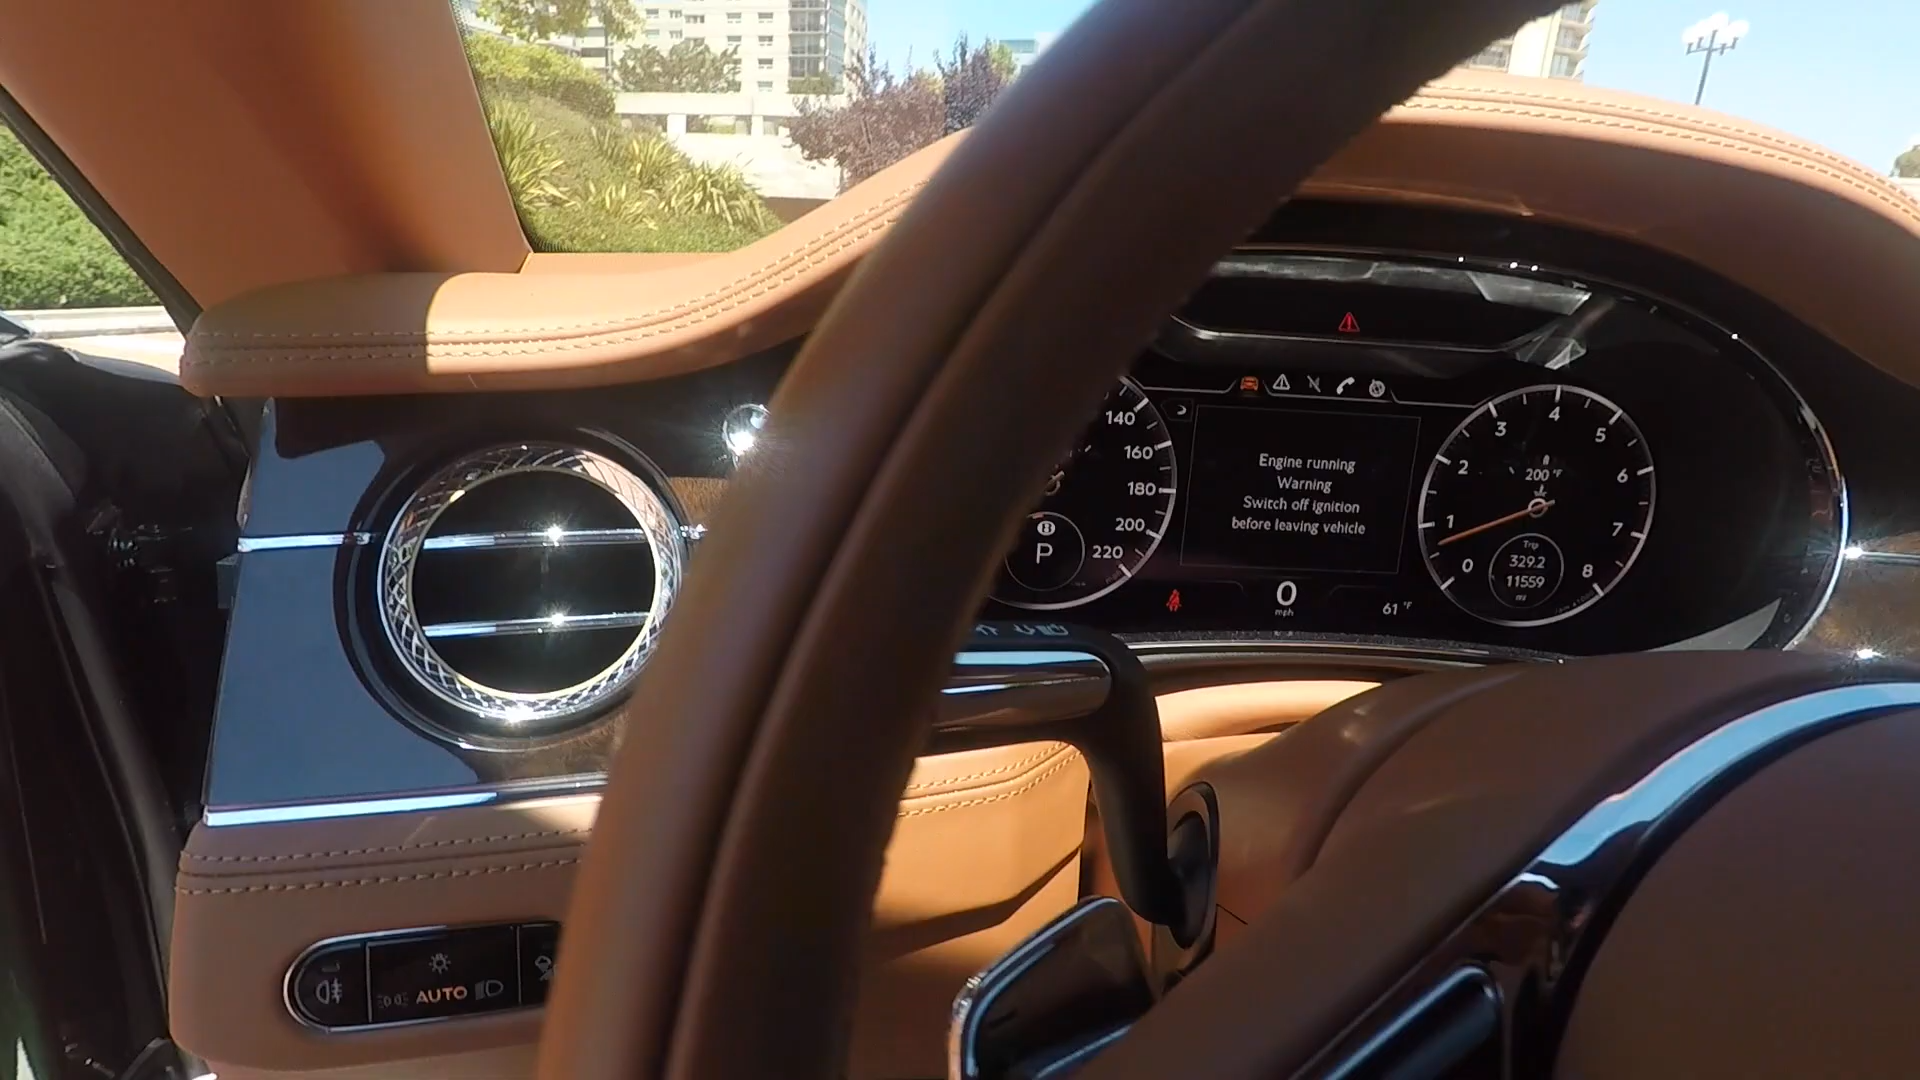 140
160
180
200
220
B
P
Engine running
Warning
Switch off ignition
before leaving vehicle
0
mph
61 °F
0
1
2
3
4
5
6
7
8
200 °F
Trip
329.2
11559
mi
AUTO